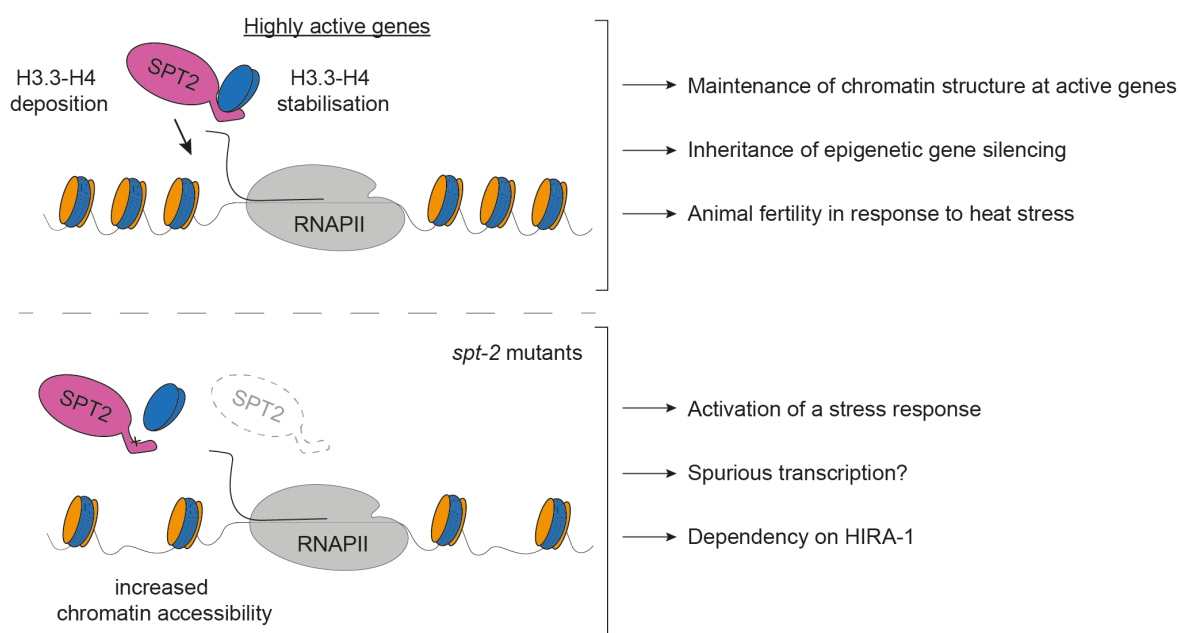 Highly active genes
SPT2
H3.3-H4
deposition
H3.3-H4
stabilisation
RNAPII
Maintenance of chromatin structure at active genes
Inheritance of epigenetic gene silencing
Animal fertility in response to heat stress
spt-2 mutants
SPT2
SPT2
RNAPII
increased
chromatin accessibility
Activation of a stress response
Spurious transcription?
Dependency on HIRA-1